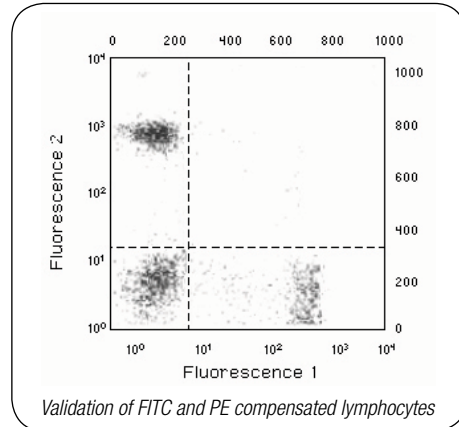 0 200 400 600 800 1000
10⁴ 1000
10³ 800
600
10²
400
10¹ 200
10⁰ 0
10⁰ 10¹ 10² 10³ 10⁴
Fluorescence 2
Fluorescence 1
Validation of FITC and PE compensated lymphocytes